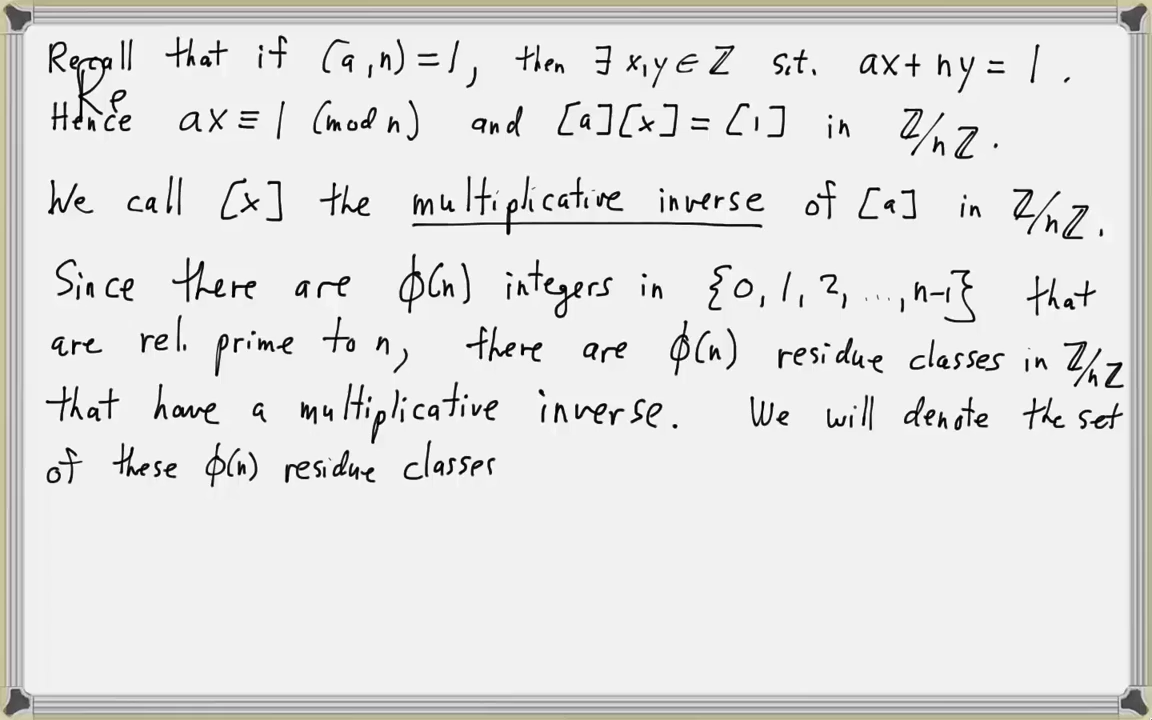 Recall that if (a,n)=1, then ∃ x,y ∈ ℤ s.t. ax+ny=1.
Re
Hence ax ≡ 1 (mod n) and [a][x]=[1] in ℤ/nℤ.
We call [x] the multiplicative inverse of [a] in ℤ/nℤ.
Since there are ϕ(n) integers in {0,1,2,...,n-1} that
are rel. prime to n, there are ϕ(n) residue classes in ℤ/nℤ
that have a multiplicative inverse. We will denote the set
of these ϕ(n) residue classes